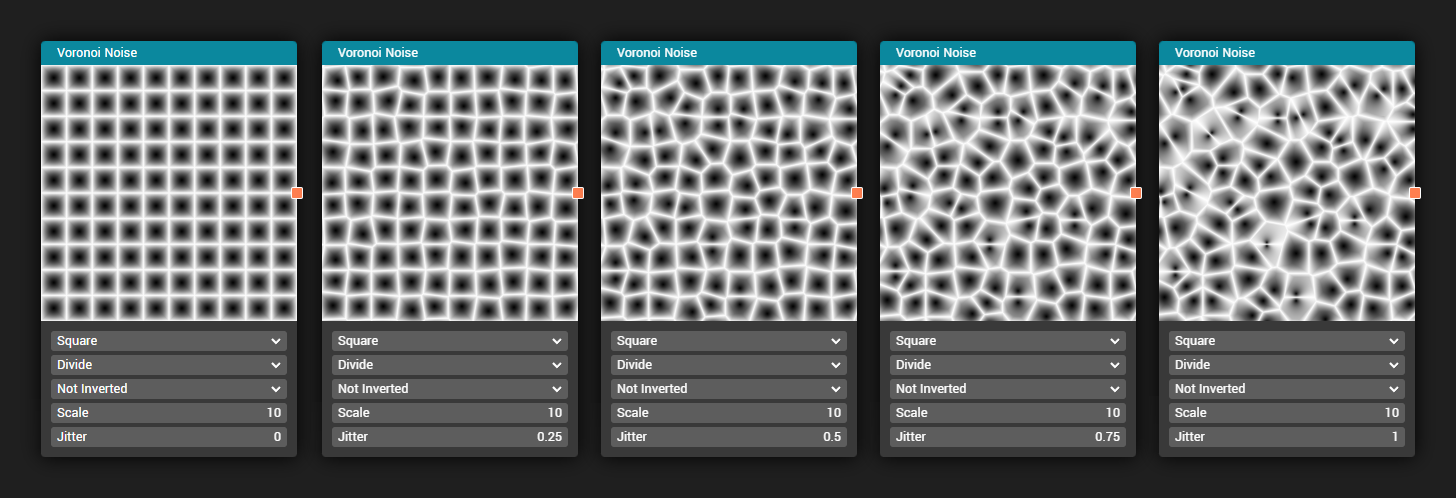 Voronoi Noise
Square
Divide
Not Inverted
Scale 10
Jitter 0
Voronoi Noise
Square
Divide
Not Inverted
Scale 10
Jitter 0.25
Voronoi Noise
Square
Divide
Not Inverted
Scale 10
Jitter 0.5
Voronoi Noise
Square
Divide
Not Inverted
Scale 10
Jitter 0.75
Voronoi Noise
Square
Divide
Not Inverted
Scale 10
Jitter 1